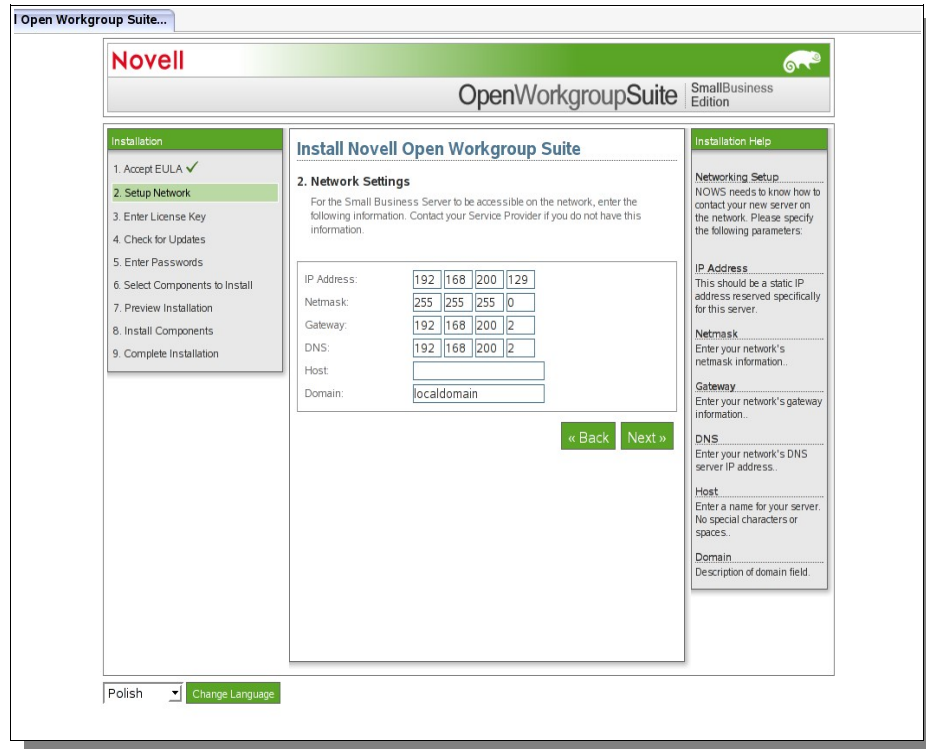 l Open Workgroup Suite...
Novell
OpenWorkgroupSuite
SmallBusiness
Edition
Installation
1. Accept EULA
2. Setup Network
3. Enter License Key
4. Check for Updates
5. Enter Passwords
6. Select Components to Install
7. Preview Installation
8. Install Components
9. Complete Installation
Install Novell Open Workgroup Suite
2. Network Settings
For the Small Business Server to be accessible on the network, enter the
following information. Contact your Service Provider if you do not have this
information.
IP Address: 192 168 200 129
Netmask: 255 255 255 0
Gateway: 192 168 200 2
DNS: 192 168 200 2
Host:
Domain: localdomain
« Back Next »
Installation Help
Networking Setup
NOWS needs to know how to
contact your new server on
the network. Please specify
the following parameters:
IP Address
This should be a static IP
address reserved specifically
for this server.
Netmask
Enter your network's
netmask information..
Gateway
Enter your network's gateway
information..
DNS
Enter your network's DNS
server IP address..
Host
Enter a name for your server.
No special characters or
spaces..
Domain
Description of domain field.
Polish Change Language